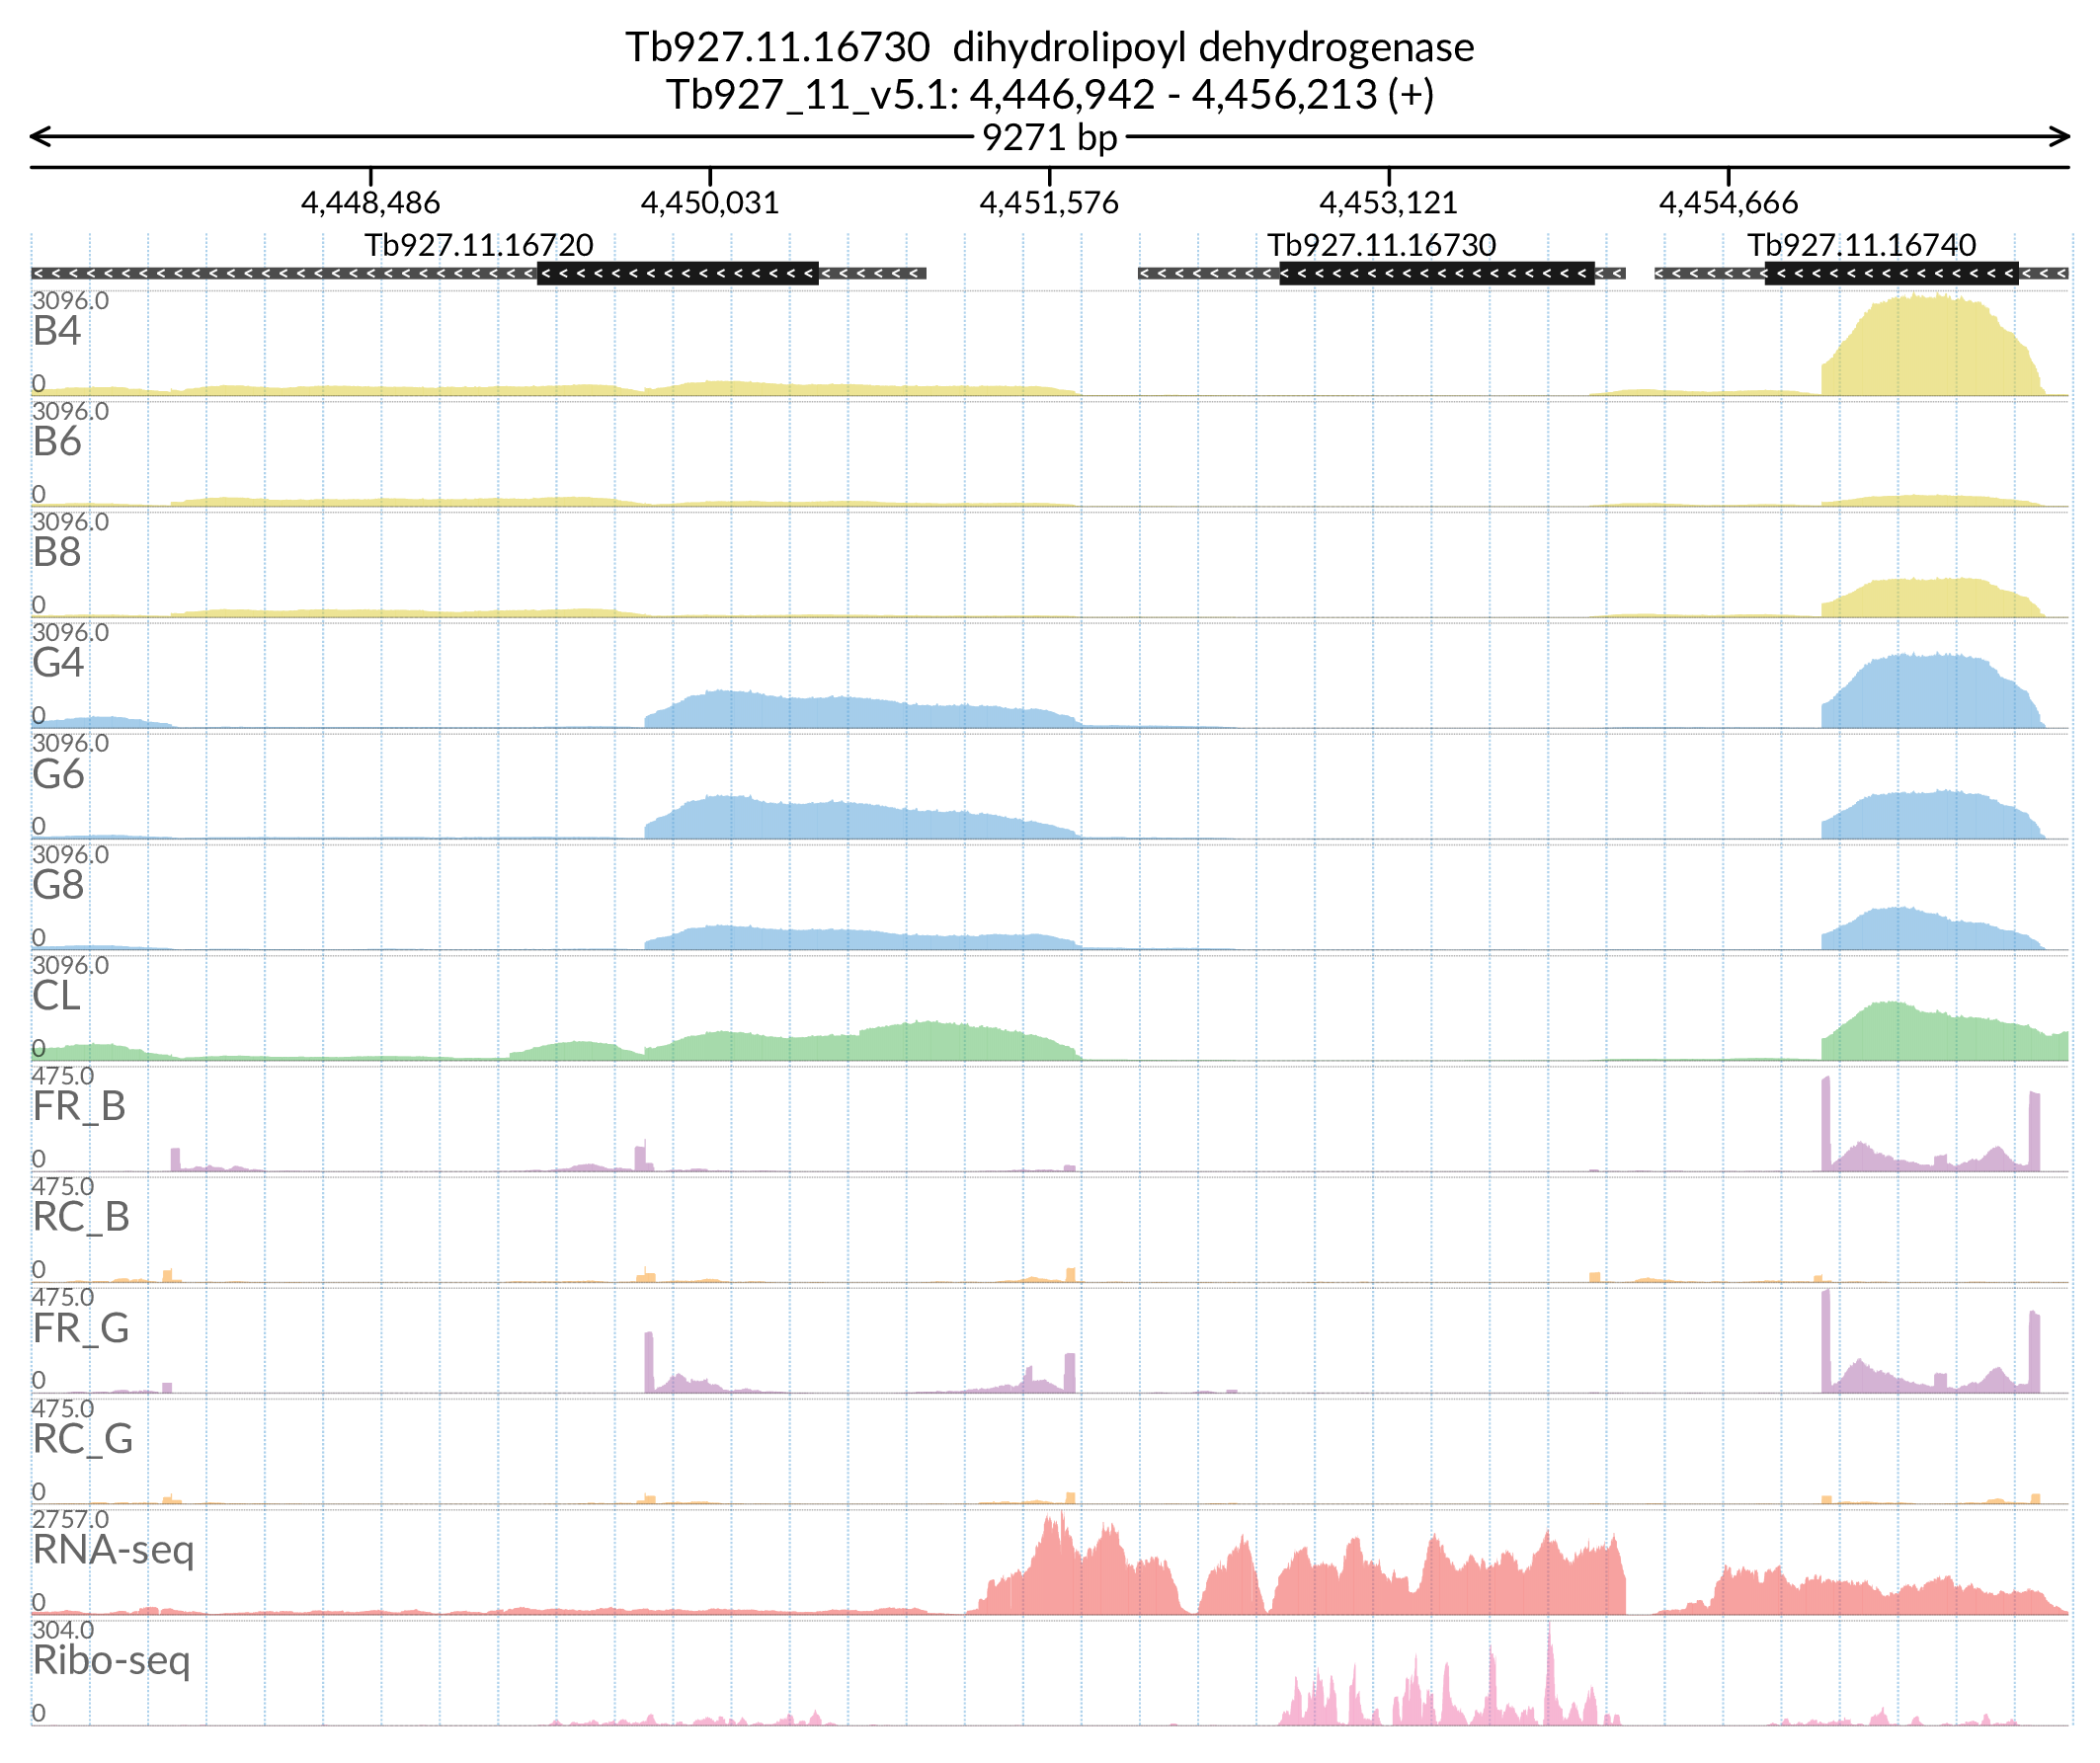 Tb927.11.16730 dihydrolipoyl dehydrogenase
Tb927_11_v5.1: 4,446,942 - 4,456,213 (+)
9271 bp
4,448,486 4,450,031 4,451,576 4,453,121 4,454,666
Tb927.11.16720 Tb927.11.16730 Tb927.11.16740
3096.0
B4
0
3096.0
B6
0
3096.0
B8
0
3096.0
G4
0
3096.0
G6
0
3096.0
G8
0
3096.0
CL
0
475.0
FR_B
0
475.0
RC_B
0
475.0
FR_G
0
475.0
RC_G
0
2757.0
RNA-seq
0
304.0
Ribo-seq
0